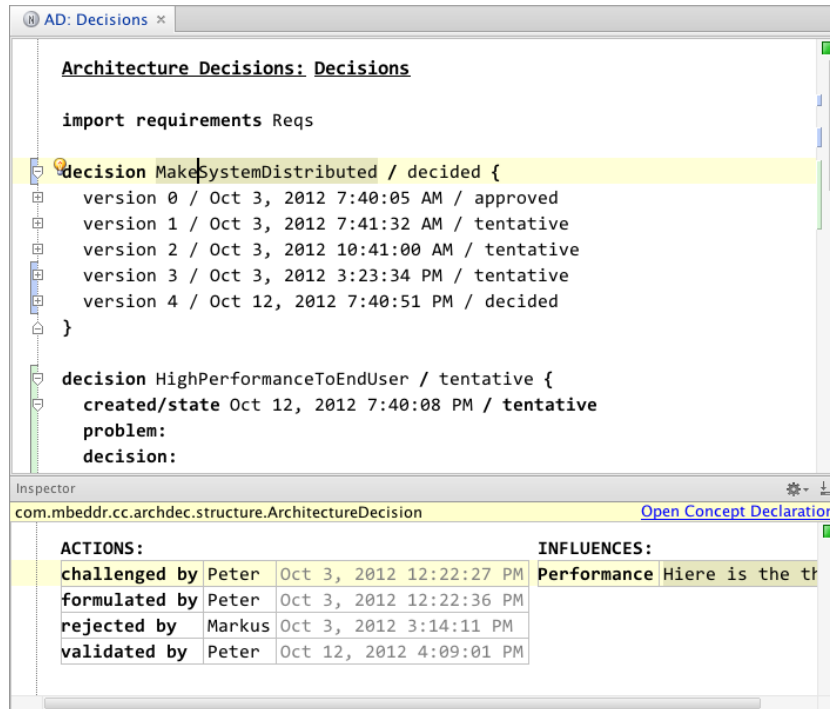 AD: Decisions ×
Architecture Decisions: Decisions
import requirements Reqs
decision MakeSystemDistributed / decided {
version 0 / Oct 3, 2012 7:40:05 AM / approved
version 1 / Oct 3, 2012 7:41:32 AM / tentative
version 2 / Oct 3, 2012 10:41:00 AM / tentative
version 3 / Oct 3, 2012 3:23:34 PM / tentative
version 4 / Oct 12, 2012 7:40:51 PM / decided
}
decision HighPerformanceToEndUser / tentative {
created/state Oct 12, 2012 7:40:08 PM / tentative
problem:
decision:
Inspector
com.mbeddr.cc.archdec.structure.ArchitectureDecision Open Concept Declaration
ACTIONS: INFLUENCES:
challenged by Peter Oct 3, 2012 12:22:27 PM Performance Hiere is the th
formulated by Peter Oct 3, 2012 12:22:36 PM
rejected by Markus Oct 3, 2012 3:14:11 PM
validated by Peter Oct 12, 2012 4:09:01 PM